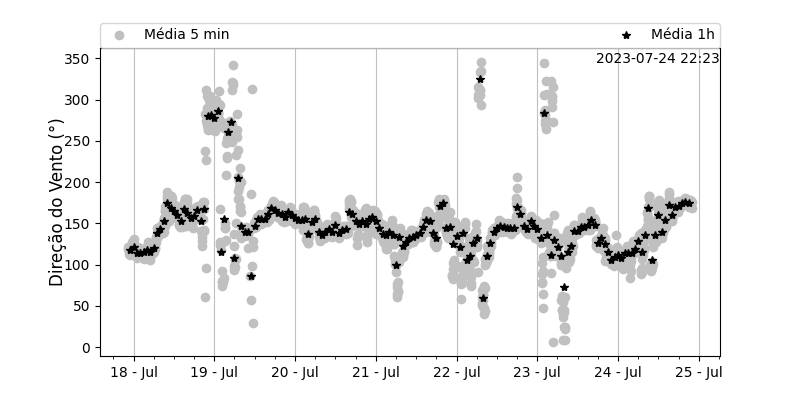 Média 5 min
Média 1h
2023-07-24 22:23
Direção do Vento (°)
350
300
250
200
150
100
50
0
18 - Jul
19 - Jul
20 - Jul
21 - Jul
22 - Jul
23 - Jul
24 - Jul
25 - Jul